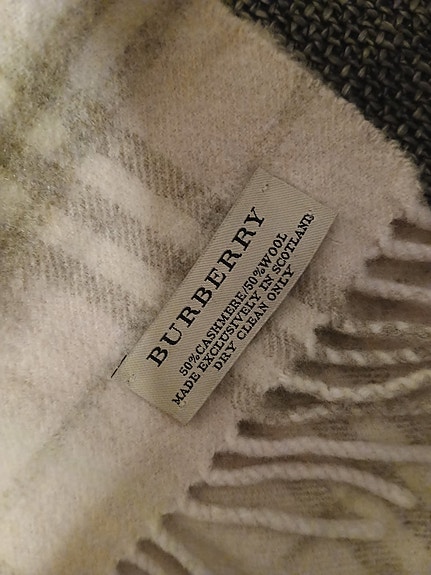 BURBERRY
50%CASHMERE/50%WOOL
MADE EXCLUSIVELY IN SCOTLAND
DRY CLEAN ONLY